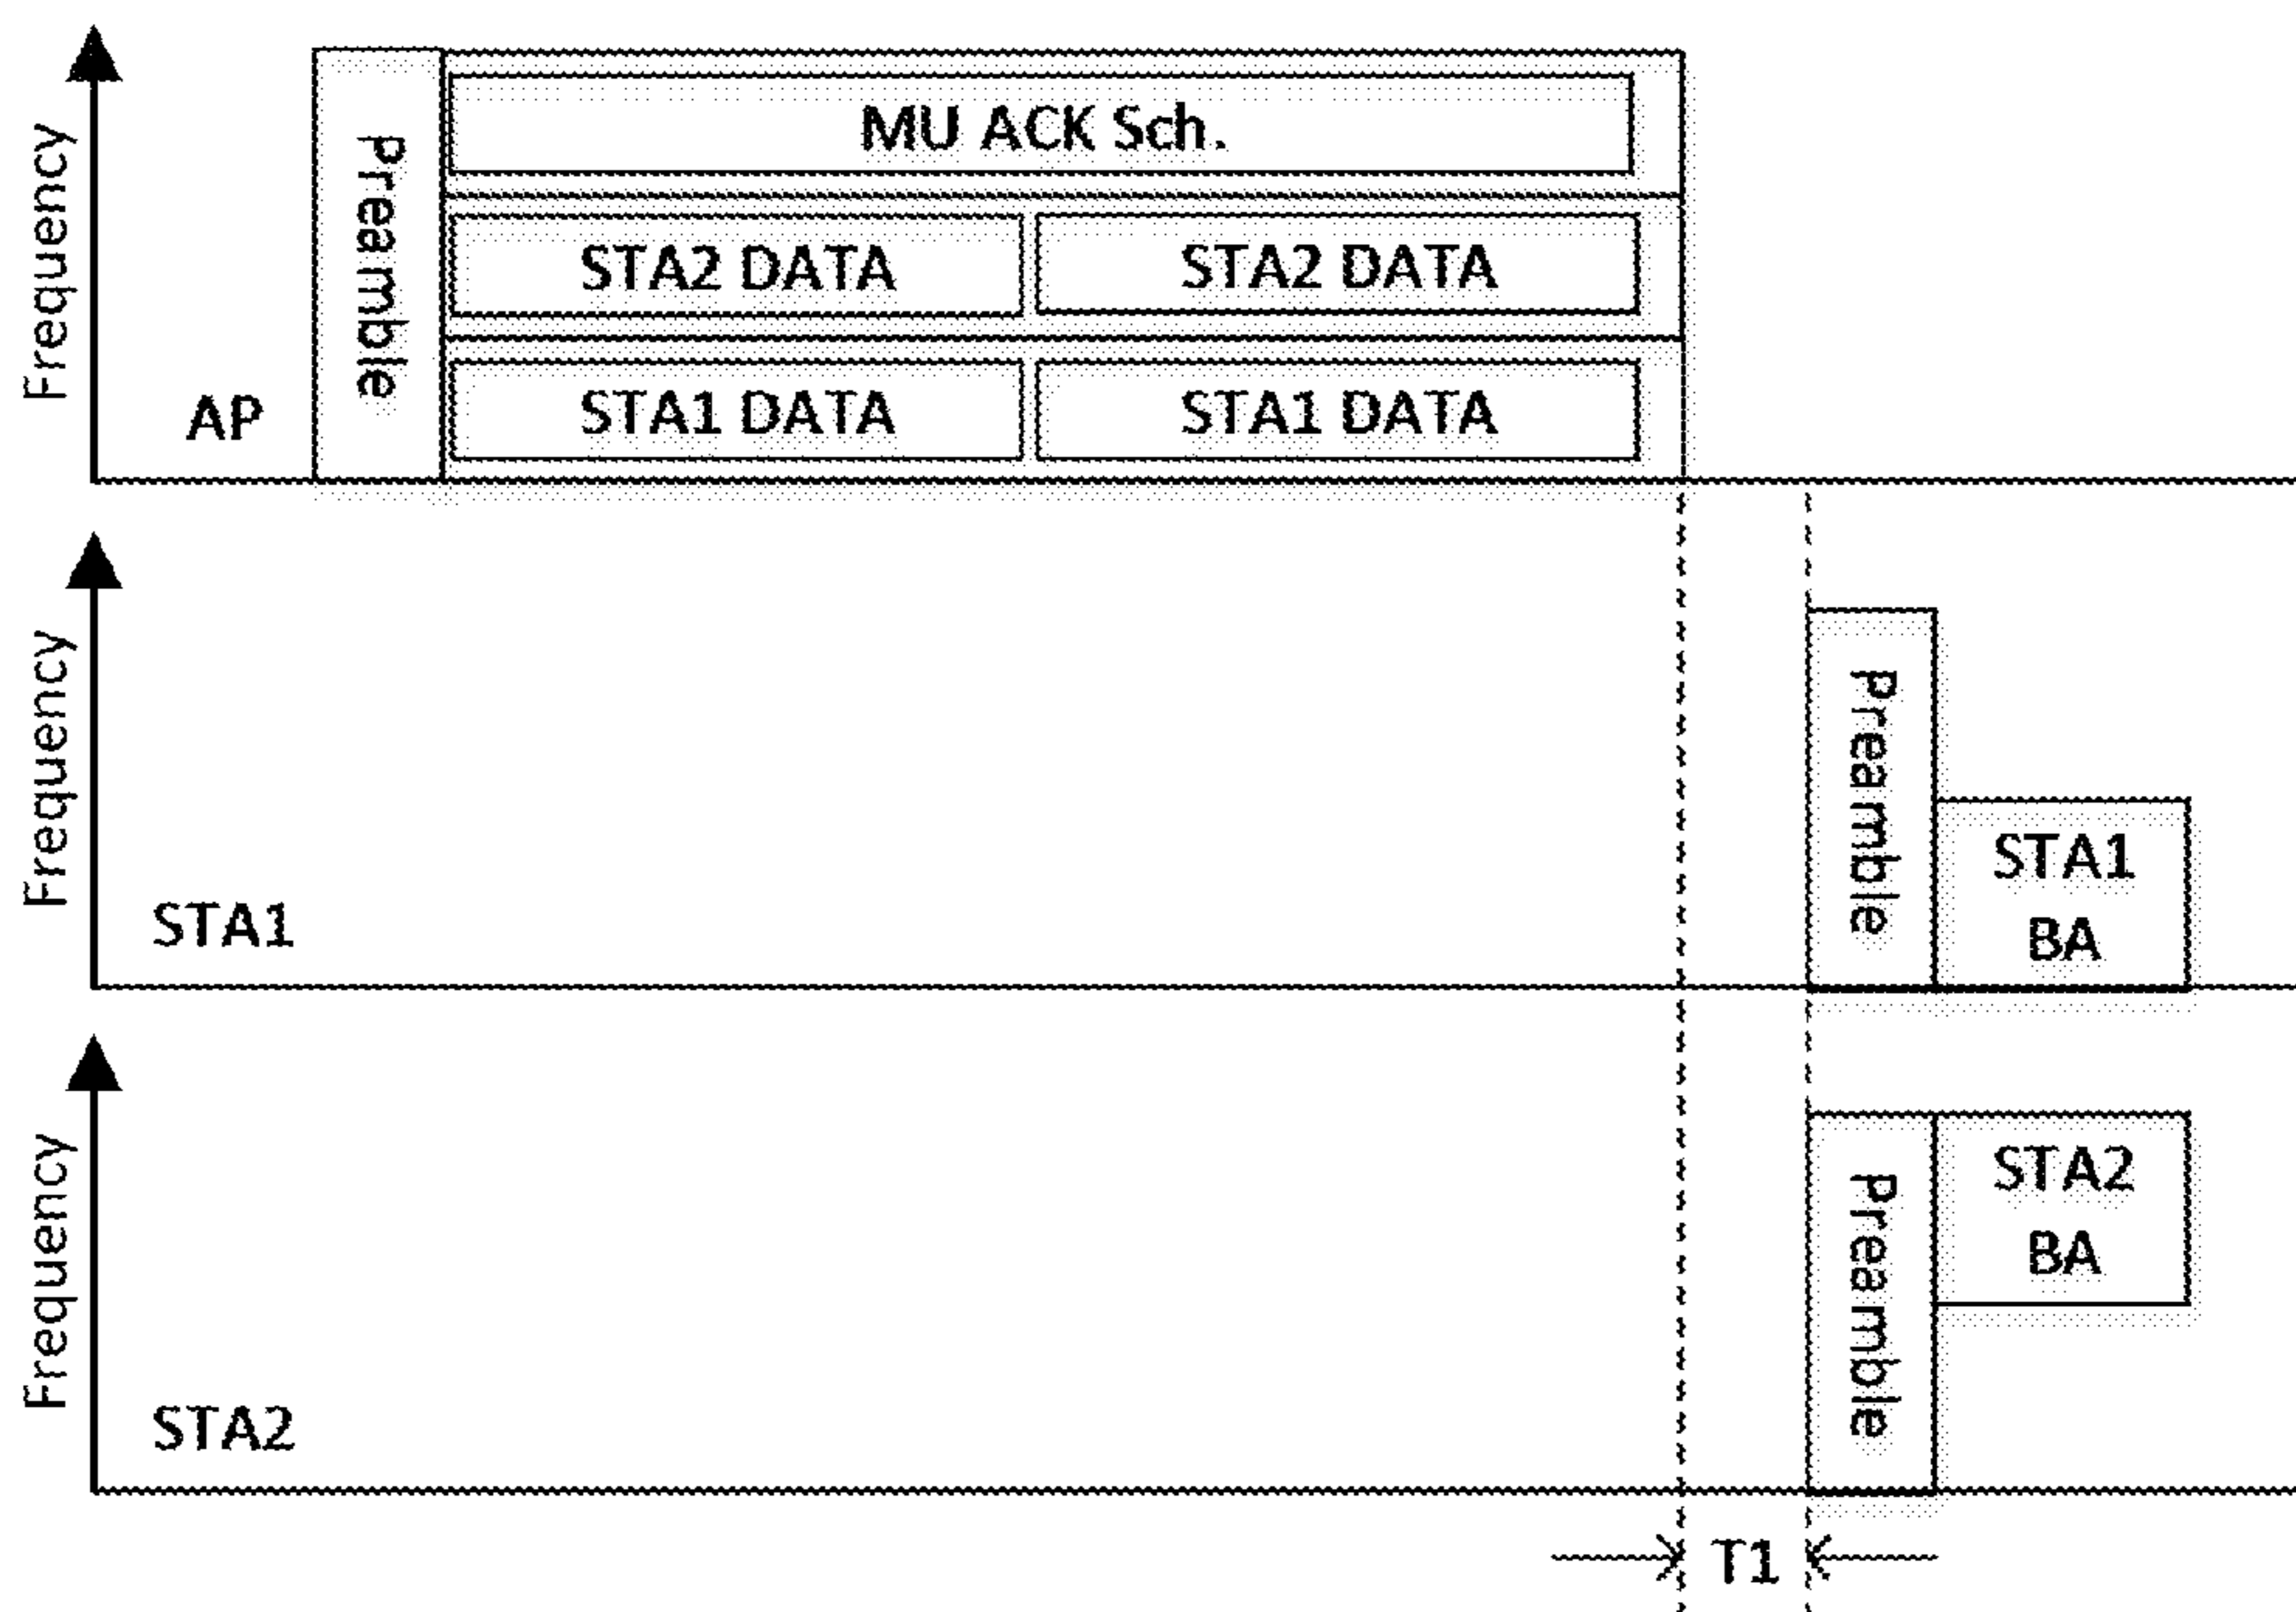 Frequency
AP
Preamble
MU ACK Sch.
STA2 DATA
STA2 DATA
STA1 DATA
STA1 DATA
Frequency
STA1
Preamble
STA1
BA
Frequency
STA2
Preamble
STA2
BA
T1